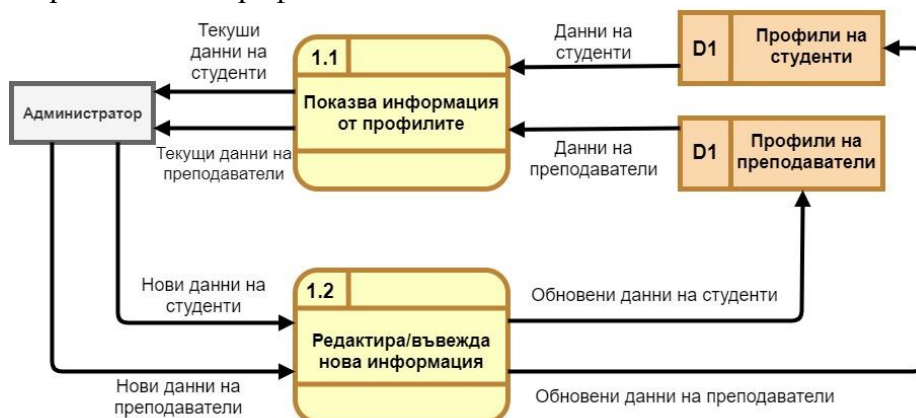 Текуши
данни на
студенти
1.1
Показва информация
от профилите
Данни на
студенти
D1
Профили на
студенти
Администратор
Текущи данни на
преподаватели
Данни на
преподаватели
D1
Профили на
преподаватели
Нови данни на
студенти
1.2
Редактира/въвежда
нова информация
Обновени данни на студенти
Нови данни на
преподаватели
Обновени данни на преподаватели